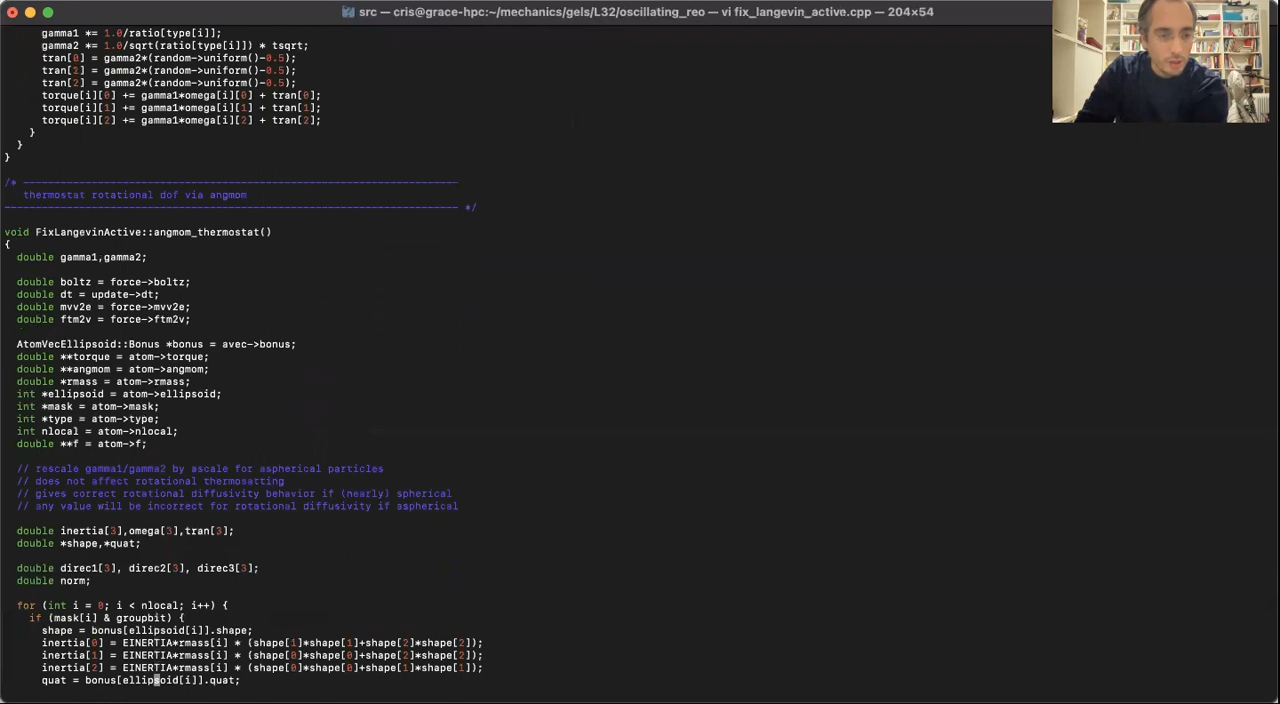 src — cris@grace-hpc:~/mechanics/gels/L32/oscillating_reo — vi fix_langevin_active.cpp — 204×54
gamma1 *= 1.0/ratio[type[i]];
gamma2 *= 1.0/sqrt(ratio[type[i]]) * tsqrt;
tran[0] = gamma2*(random->uniform()-0.5);
tran[1] = gamma2*(random->uniform()-0.5);
tran[2] = gamma2*(random->uniform()-0.5);
torque[i][0] += gamma1*omega[i][0] + tran[0];
torque[i][1] += gamma1*omega[i][1] + tran[1];
torque[i][2] += gamma1*omega[i][2] + tran[2];
}
}
}
/* ----------------------------------------------------------------------
thermostat rotational dof via angmom
------------------------------------------------------------------------- */
void FixLangevinActive::angmom_thermostat()
{
double gamma1,gamma2;
double boltz = force->boltz;
double dt = update->dt;
double mvv2e = force->mvv2e;
double ftm2v = force->ftm2v;
AtomVecEllipsoid::Bonus *bonus = avec->bonus;
double **torque = atom->torque;
double **angmom = atom->angmom;
double *rmass = atom->rmass;
int *ellipsoid = atom->ellipsoid;
int *mask = atom->mask;
int *type = atom->type;
int nlocal = atom->nlocal;
double **f = atom->f;
// rescale gamma1/gamma2 by ascale for aspherical particles
// does not affect rotational thermosatting
// gives correct rotational diffusivity behavior if (nearly) spherical
// any value will be incorrect for rotational diffusivity if aspherical
double inertia[3],omega[3],tran[3];
double *shape,*quat;
double direc1[3], direc2[3], direc3[3];
double norm;
for (int i = 0; i < nlocal; i++) {
if (mask[i] & groupbit) {
shape = bonus[ellipsoid[i]].shape;
inertia[0] = EINERTIA*rmass[i] * (shape[1]*shape[1]+shape[2]*shape[2]);
inertia[1] = EINERTIA*rmass[i] * (shape[0]*shape[0]+shape[2]*shape[2]);
inertia[2] = EINERTIA*rmass[i] * (shape[0]*shape[0]+shape[1]*shape[1]);
quat = bonus[ellipsoid[i]].quat;